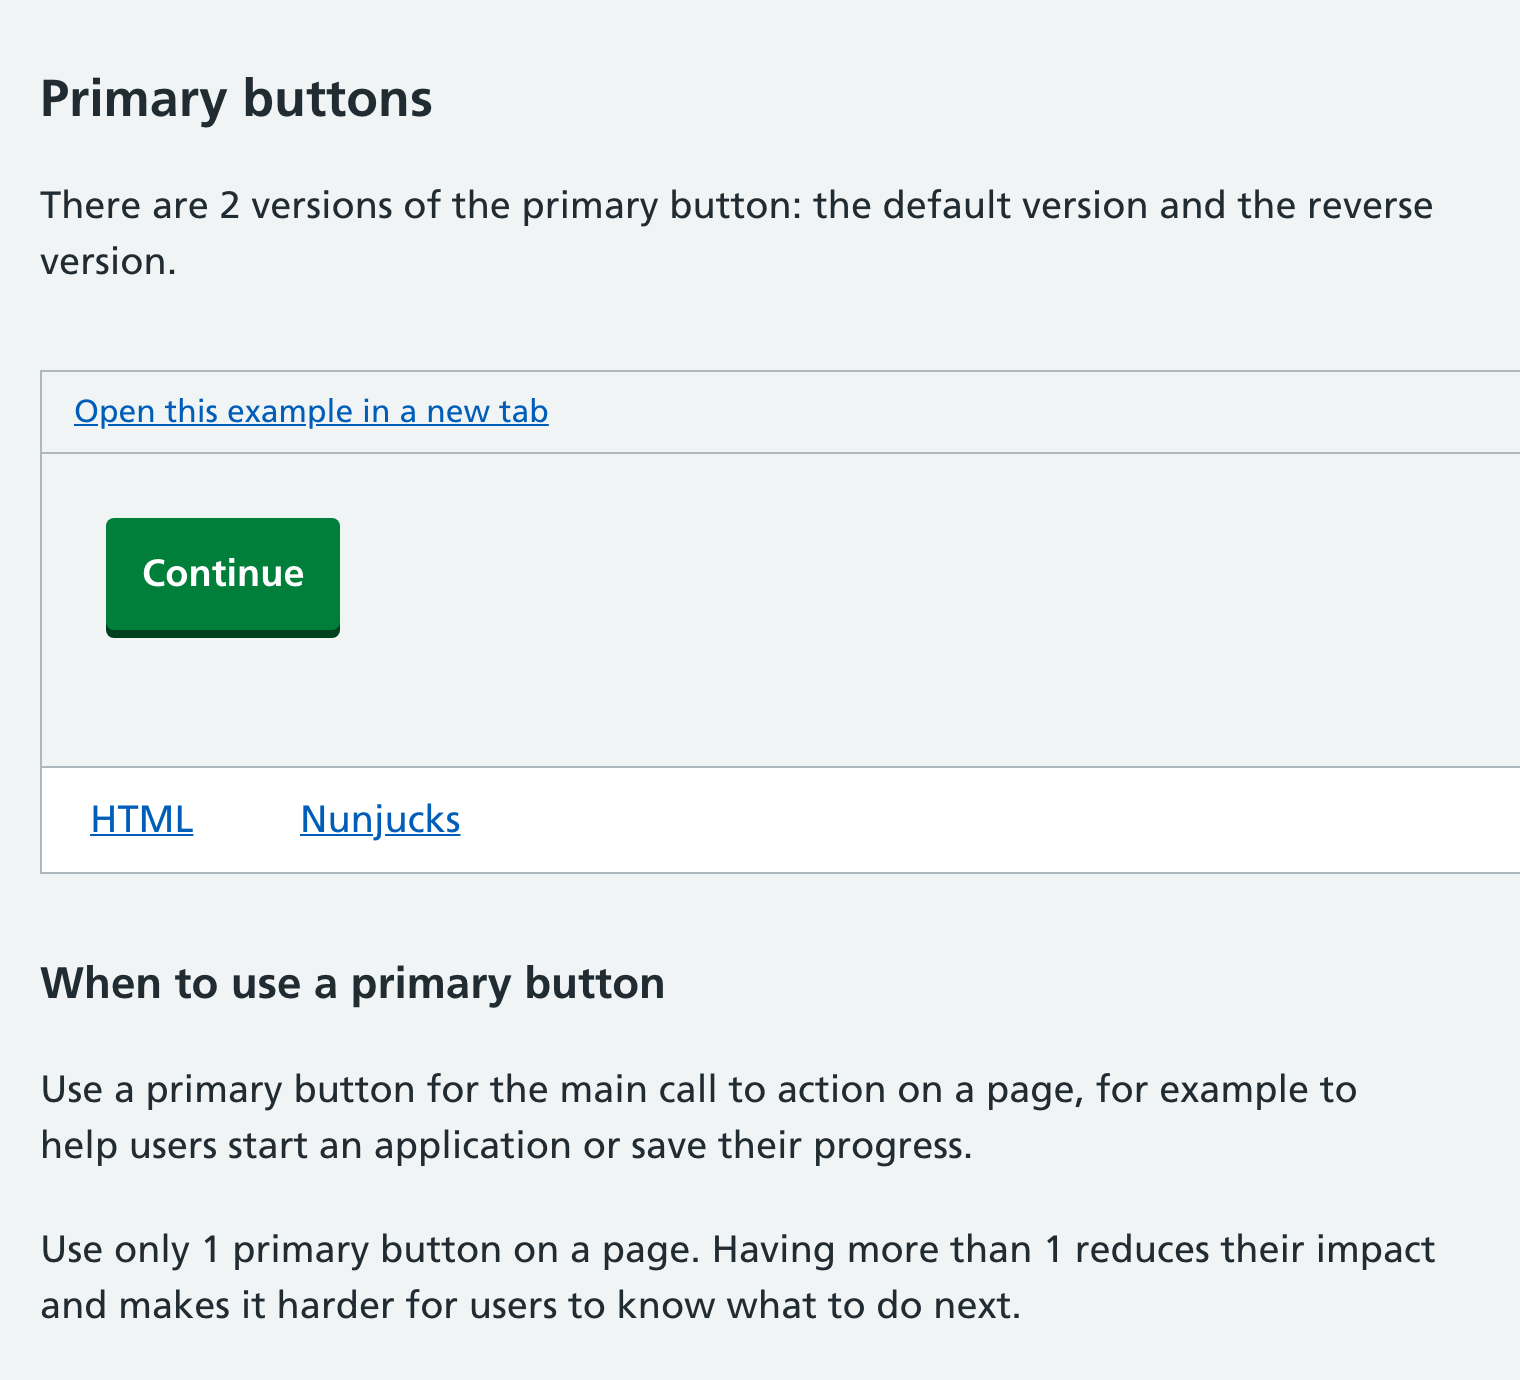 Primary buttons
There are 2 versions of the primary button: the default version and the reverse
version.
Open this example in a new tab
Continue
HTML Nunjucks
When to use a primary button
Use a primary button for the main call to action on a page, for example to
help users start an application or save their progress.
Use only 1 primary button on a page. Having more than 1 reduces their impact
and makes it harder for users to know what to do next.